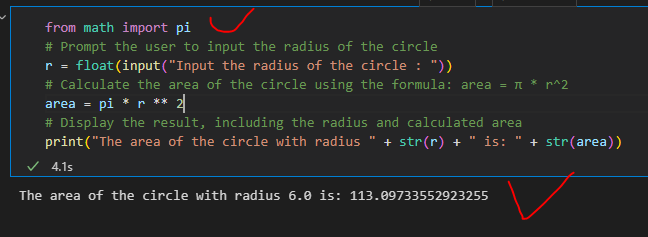 from math import pi
# Prompt the user to input the radius of the circle
r = float(input("Input the radius of the circle : "))
# Calculate the area of the circle using the formula: area = π * r^2
area = pi * r ** 2
# Display the result, including the radius and calculated area
print("The area of the circle with radius " + str(r) + " is: " + str(area))
4.1s
The area of the circle with radius 6.0 is: 113.09733552923255